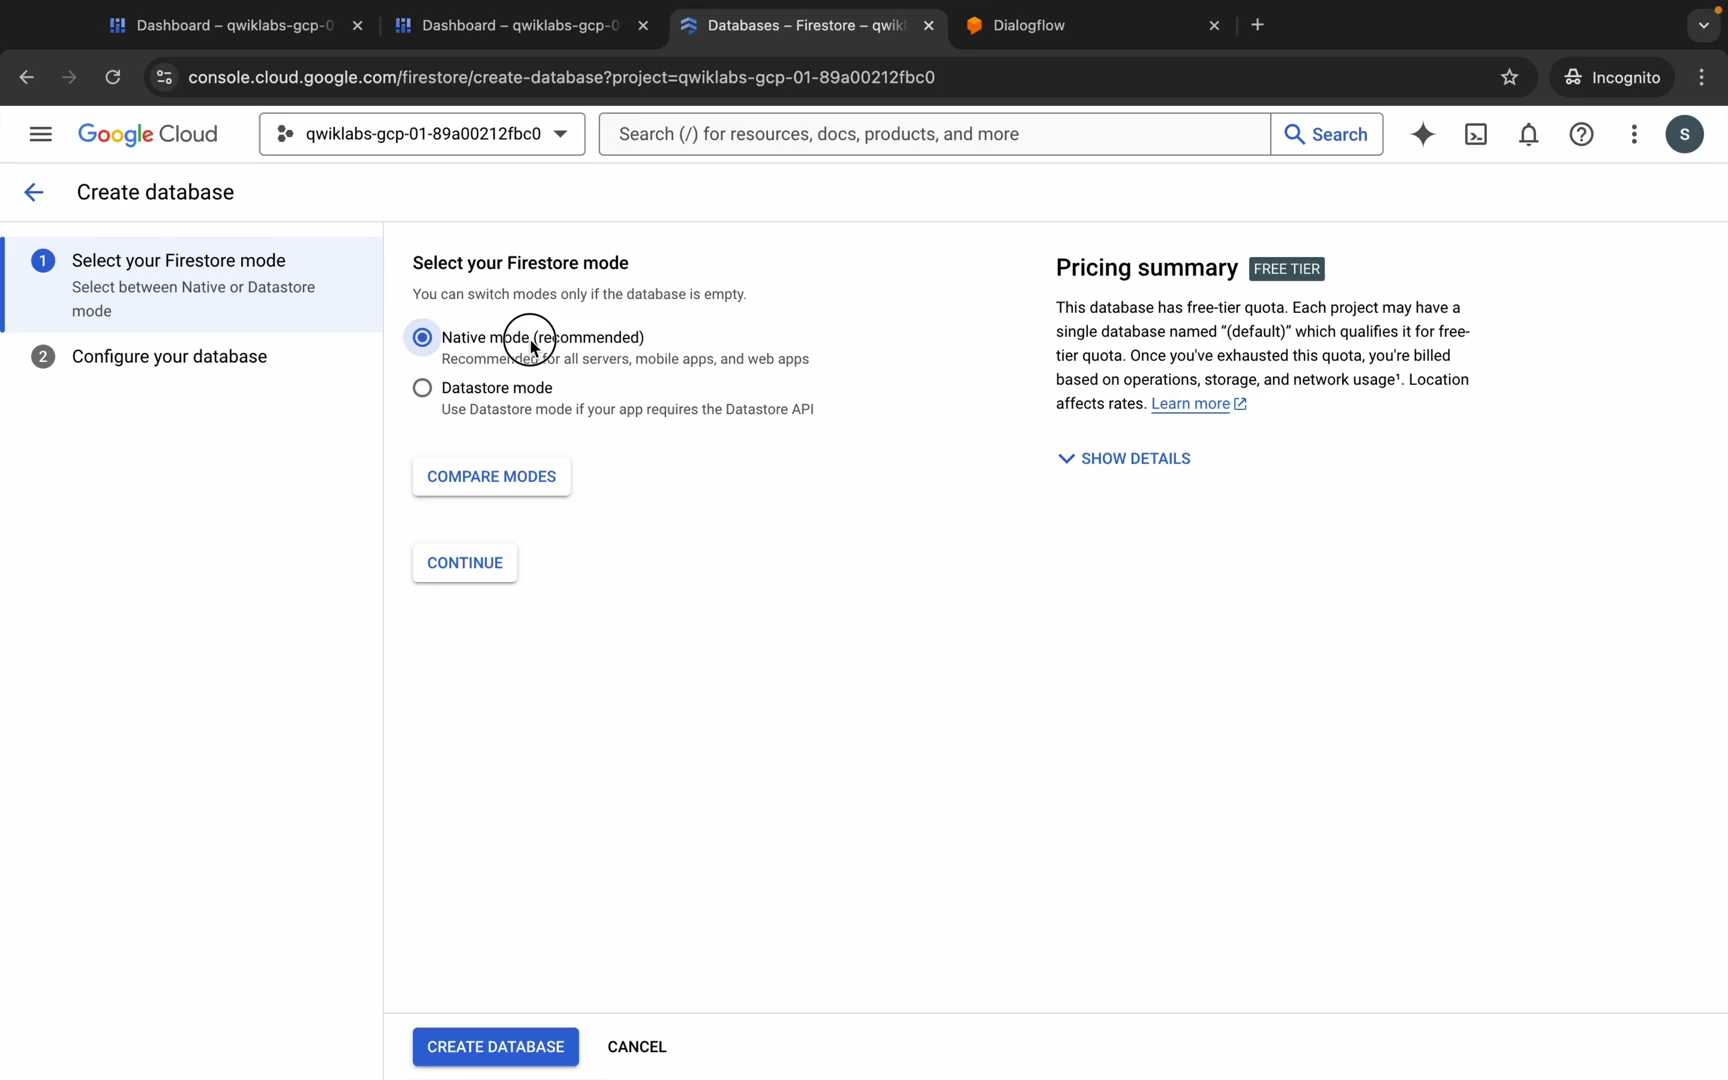 Dashboard – qwiklabs-gcp-0
Dashboard – qwiklabs-gcp-0
Databases – Firestore – qwik
Dialogflow
console.cloud.google.com/firestore/create-database?project=qwiklabs-gcp-01-89a00212fbc0
Incognito
Google Cloud
qwiklabs-gcp-01-89a00212fbc0
Search (/) for resources, docs, products, and more
Search
S
Create database
1
Select your Firestore mode
Select between Native or Datastore
mode
2
Configure your database
Select your Firestore mode
You can switch modes only if the database is empty.
Native mode (recommended)
Recommended for all servers, mobile apps, and web apps
Datastore mode
Use Datastore mode if your app requires the Datastore API
COMPARE MODES
CONTINUE
Pricing summary
FREE TIER
This database has free-tier quota. Each project may have a
single database named “(default)” which qualifies it for free-
tier quota. Once you've exhausted this quota, you're billed
based on operations, storage, and network usage¹. Location
affects rates. Learn more
SHOW DETAILS
CREATE DATABASE
CANCEL